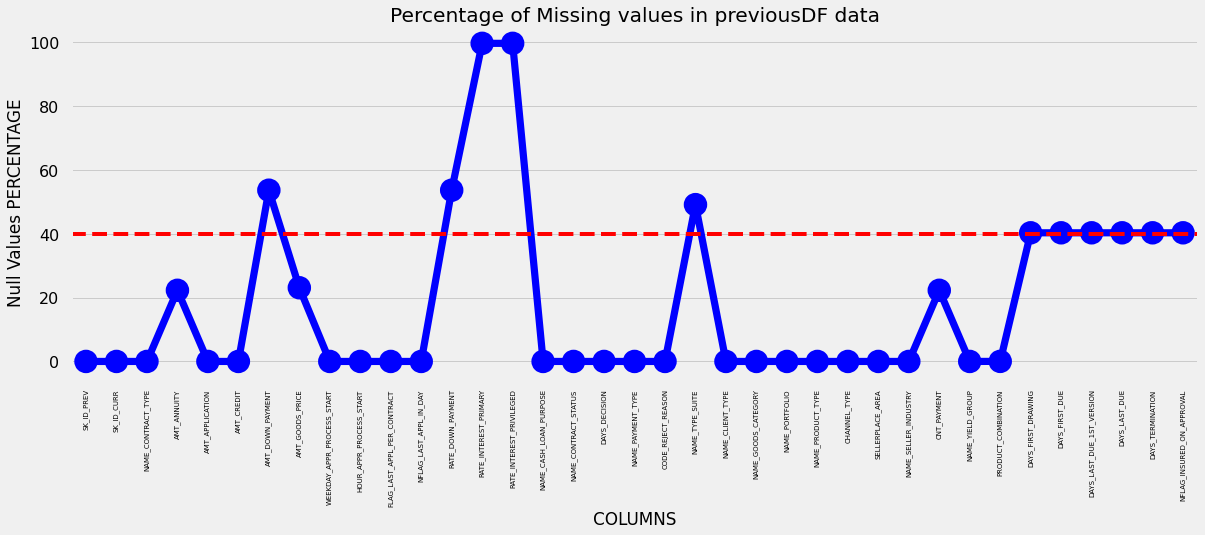 Percentage of Missing values in previousDF data
Null Values PERCENTAGE
100
80
60
40
20
0
SK_ID_PREV
SK_ID_CURR
NAME_CONTRACT_TYPE
AMT_ANNUITY
AMT_APPLICATION
AMT_CREDIT
AMT_DOWN_PAYMENT
AMT_GOODS_PRICE
WEEKDAY_APPR_PROCESS_START
HOUR_APPR_PROCESS_START
FLAG_LAST_APPL_PER_CONTRACT
NFLAG_LAST_APPL_IN_DAY
RATE_DOWN_PAYMENT
RATE_INTEREST_PRIMARY
RATE_INTEREST_PRIVILEGED
NAME_CASH_LOAN_PURPOSE
NAME_CONTRACT_STATUS
DAYS_DECISION
NAME_PAYMENT_TYPE
CODE_REJECT_REASON
NAME_TYPE_SUITE
NAME_CLIENT_TYPE
NAME_GOODS_CATEGORY
NAME_PORTFOLIO
NAME_PRODUCT_TYPE
CHANNEL_TYPE
SELLERPLACE_AREA
NAME_SELLER_INDUSTRY
CNT_PAYMENT
NAME_YIELD_GROUP
PRODUCT_COMBINATION
DAYS_FIRST_DRAWING
DAYS_FIRST_DUE
DAYS_LAST_DUE_1ST_VERSION
DAYS_LAST_DUE
DAYS_TERMINATION
NFLAG_INSURED_ON_APPROVAL
COLUMNS